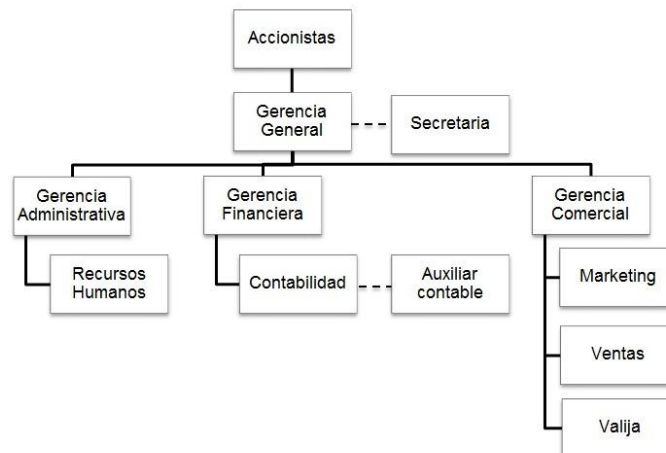 Accionistas
Gerencia
General
Secretaria
Gerencia
Administrativa
Gerencia
Financiera
Gerencia
Comercial
Recursos
Humanos
Contabilidad
Auxiliar
contable
Marketing
Ventas
Valija